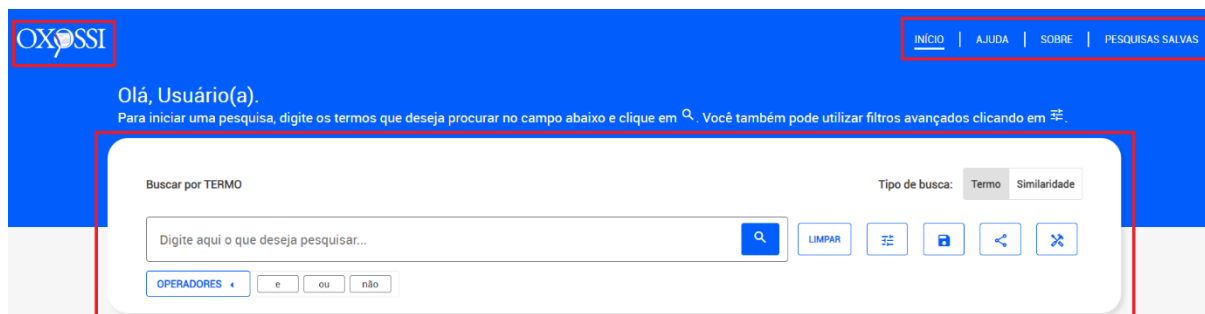 OXOSSI
INÍCIO | AJUDA | SOBRE | PESQUISAS SALVAS
Olá, Usuário(a).
Para iniciar uma pesquisa, digite os termos que deseja procurar no campo abaixo e clique em . Você também pode utilizar filtros avançados clicando em .
Buscar por TERMO
Tipo de busca: Termo Similaridade
Digite aqui o que deseja pesquisar...
LIMPAR
OPERADORES e ou não